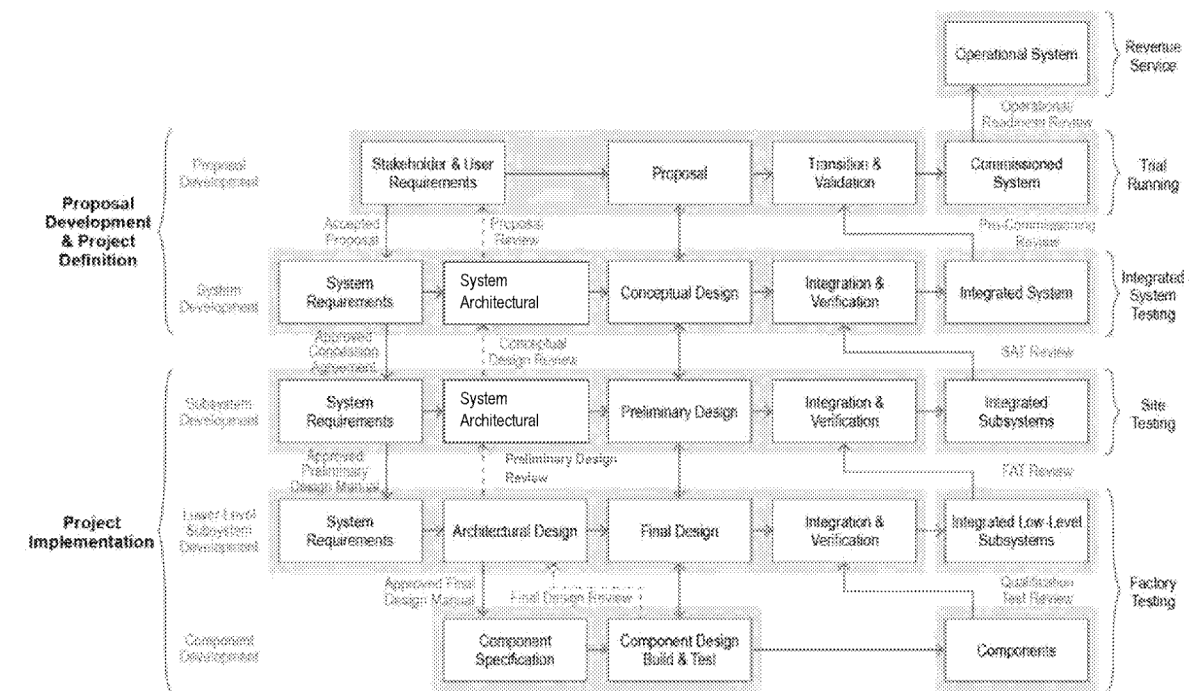 Operational System
Revenue
Service
Operational
Readiness Review
Proposal
Development
Stakeholder & User
Requirements
Proposal
Transition &
Validation
Commissioned
System
Trial
Running
Proposal
Development
& Project
Definition
Accepted
Proposal
Proposal
Review
Pre-Commissioning
Review
System
Development
System
Requirements
System
Architectural
Conceptual Design
Integration &
Verification
Integrated System
Integrated
System
Testing
Approved
Concession
Agreement
Conceptual
Design Review
SAT Review
Subsystem
Development
System
Requirements
System
Architectural
Preliminary Design
Integration &
Verification
Integrated
Subsystems
Site
Testing
Approved
Preliminary
Design Manual
Preliminary Design
Review
FAT Review
Project
Implementation
Lower-Level
Subsystem
Development
System
Requirements
Architectural Design
Final Design
Integration &
Verification
Integrated Low-Level
Subsystems
Approved Final
Design Manual
Final Design Review
Qualification
Test Review
Factory
Testing
Component
Development
Component
Specification
Component Design
Build & Test
Components